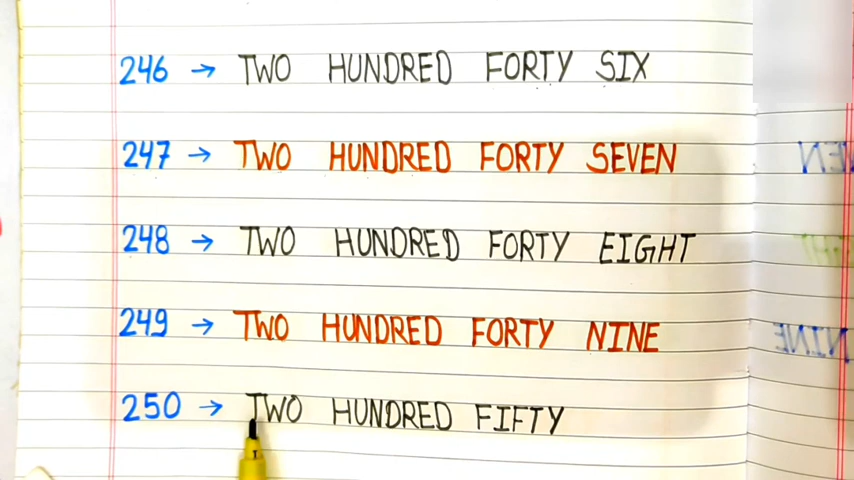 246 → TWO HUNDRED FORTY SIX
247 → TWO HUNDRED FORTY SEVEN
248 → TWO HUNDRED FORTY EIGHT
249 → TWO HUNDRED FORTY NINE
250 → TWO HUNDRED FIFTY